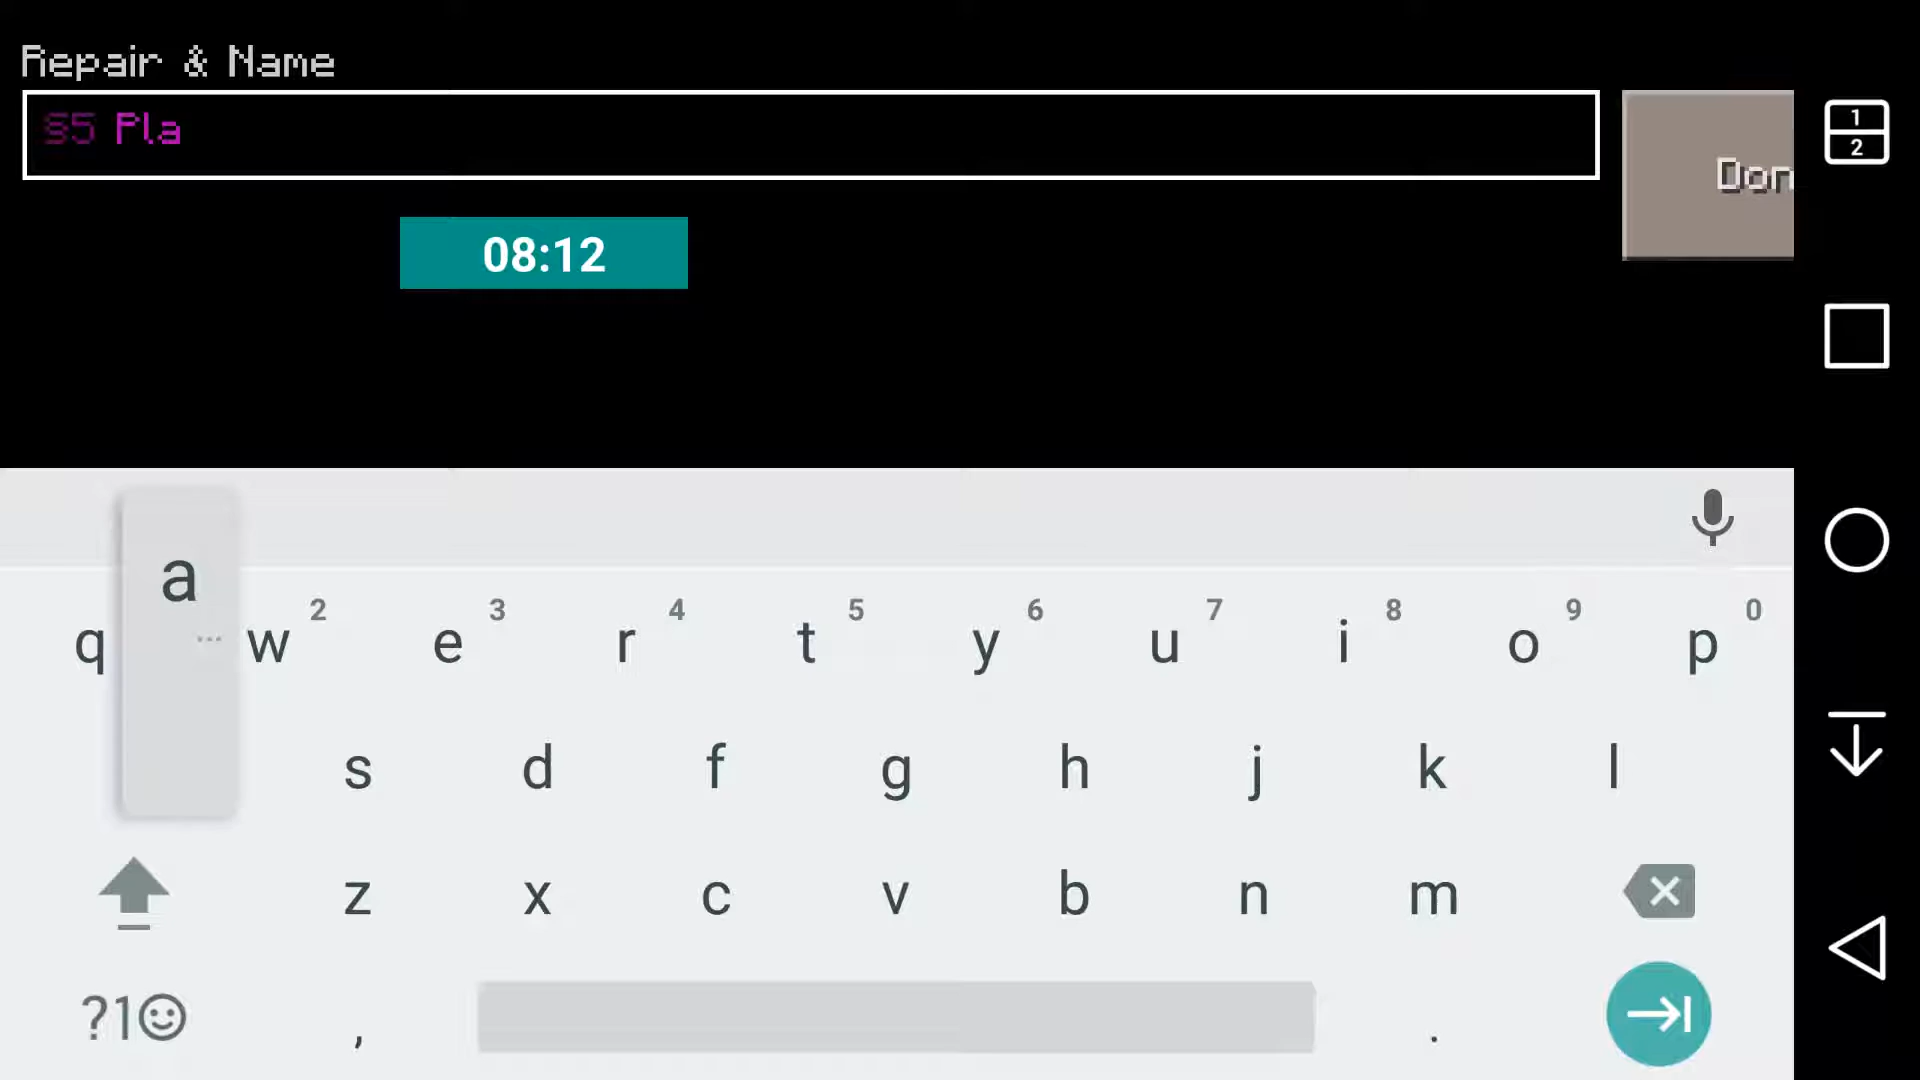 Repair & Name
§5 Pla
Don
1
2
08:12
a
q w 2 e 3 r 4 t 5 y 6 u 7 i 8 o 9 p 0
s d f g h j k l
z x c v b n m
?1 , .